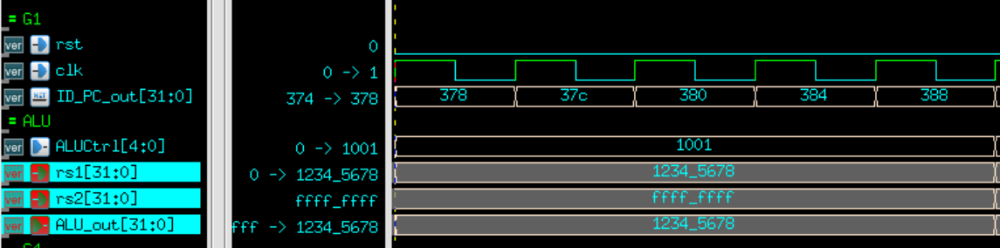 = G1
ver rst 0
ver clk 0 -> 1
ver ID_PC_out[31:0] 374 -> 378 378 37c 380 384 388
= ALU
ver ALUCtrl[4:0] 0 -> 1001 1001
ver rs1[31:0] 0 -> 1234_5678 1234_5678
ver rs2[31:0] ffff_ffff ffff_ffff
ver ALU_out[31:0] fff -> 1234_5678 1234_5678